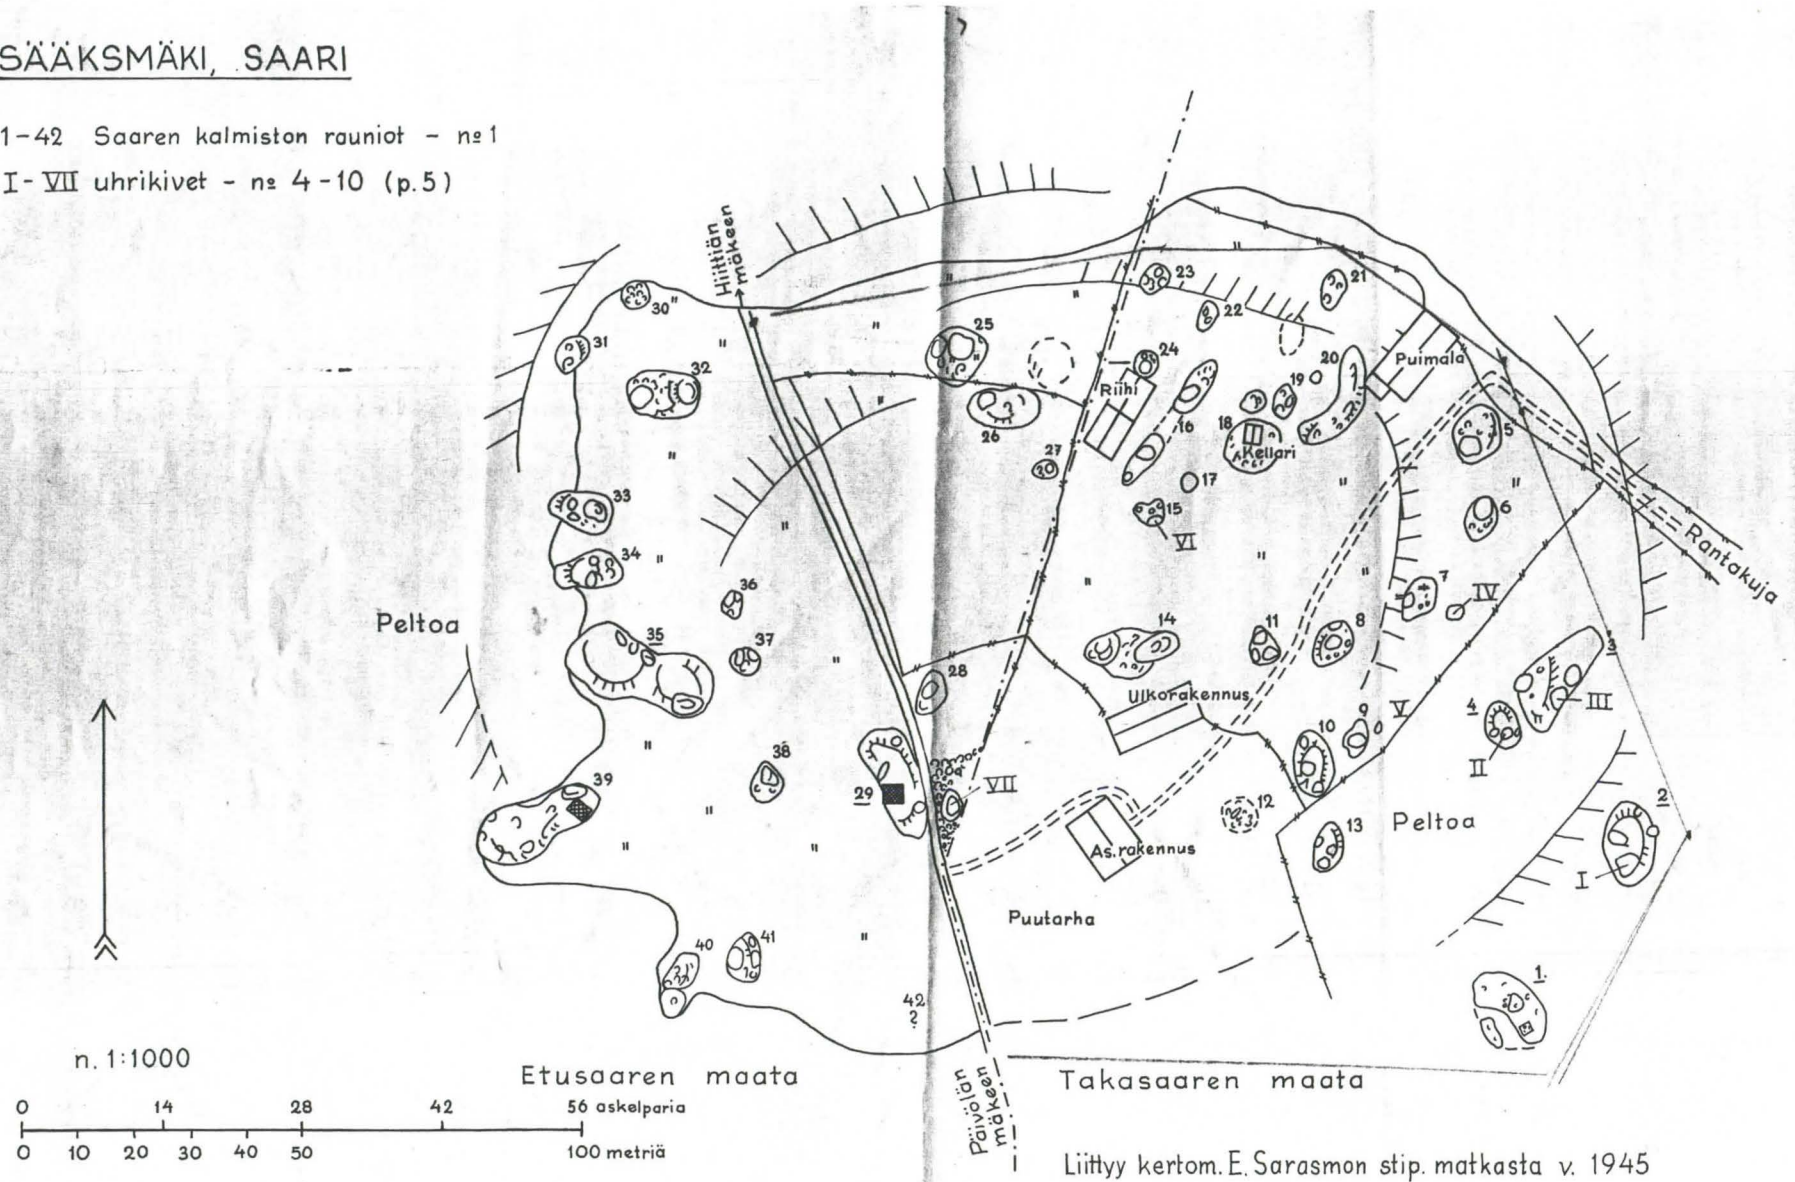 SÄÄKSMÄKI, SAARI
1-42 Saaren kalmiston rauniot - nº 1
I-VII uhrikivet - nº 4-10 (p.5)
Hiittiän
mäkeen
30
31
32
33
34
35
36
37
38
39
40
41
42
?
Peltoa
25
26
27
28
29
VII
23
22
21
24
Riihi
20
19
Puimala
16
18
Kellari
17
15
VI
5
6
7
IV
Rantakuja
14
11
8
Ulkorakennus
3
III
4
II
V
9
10
12
13
Peltoa
As.rakennus
2
I
Puutarha
1.
n. 1:1000
0 14 28 42 56 askelparia
0 10 20 30 40 50 100 metriä
Etusaaren maata
Päivölän
mäkeen
Takasaaren maata
Liittyy kertom. E. Sarasmon stip. matkasta v. 1945